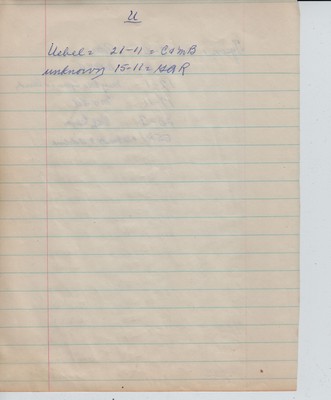 U
Uebel = 21-11 = C+mB
unknown 15-11 = HAR